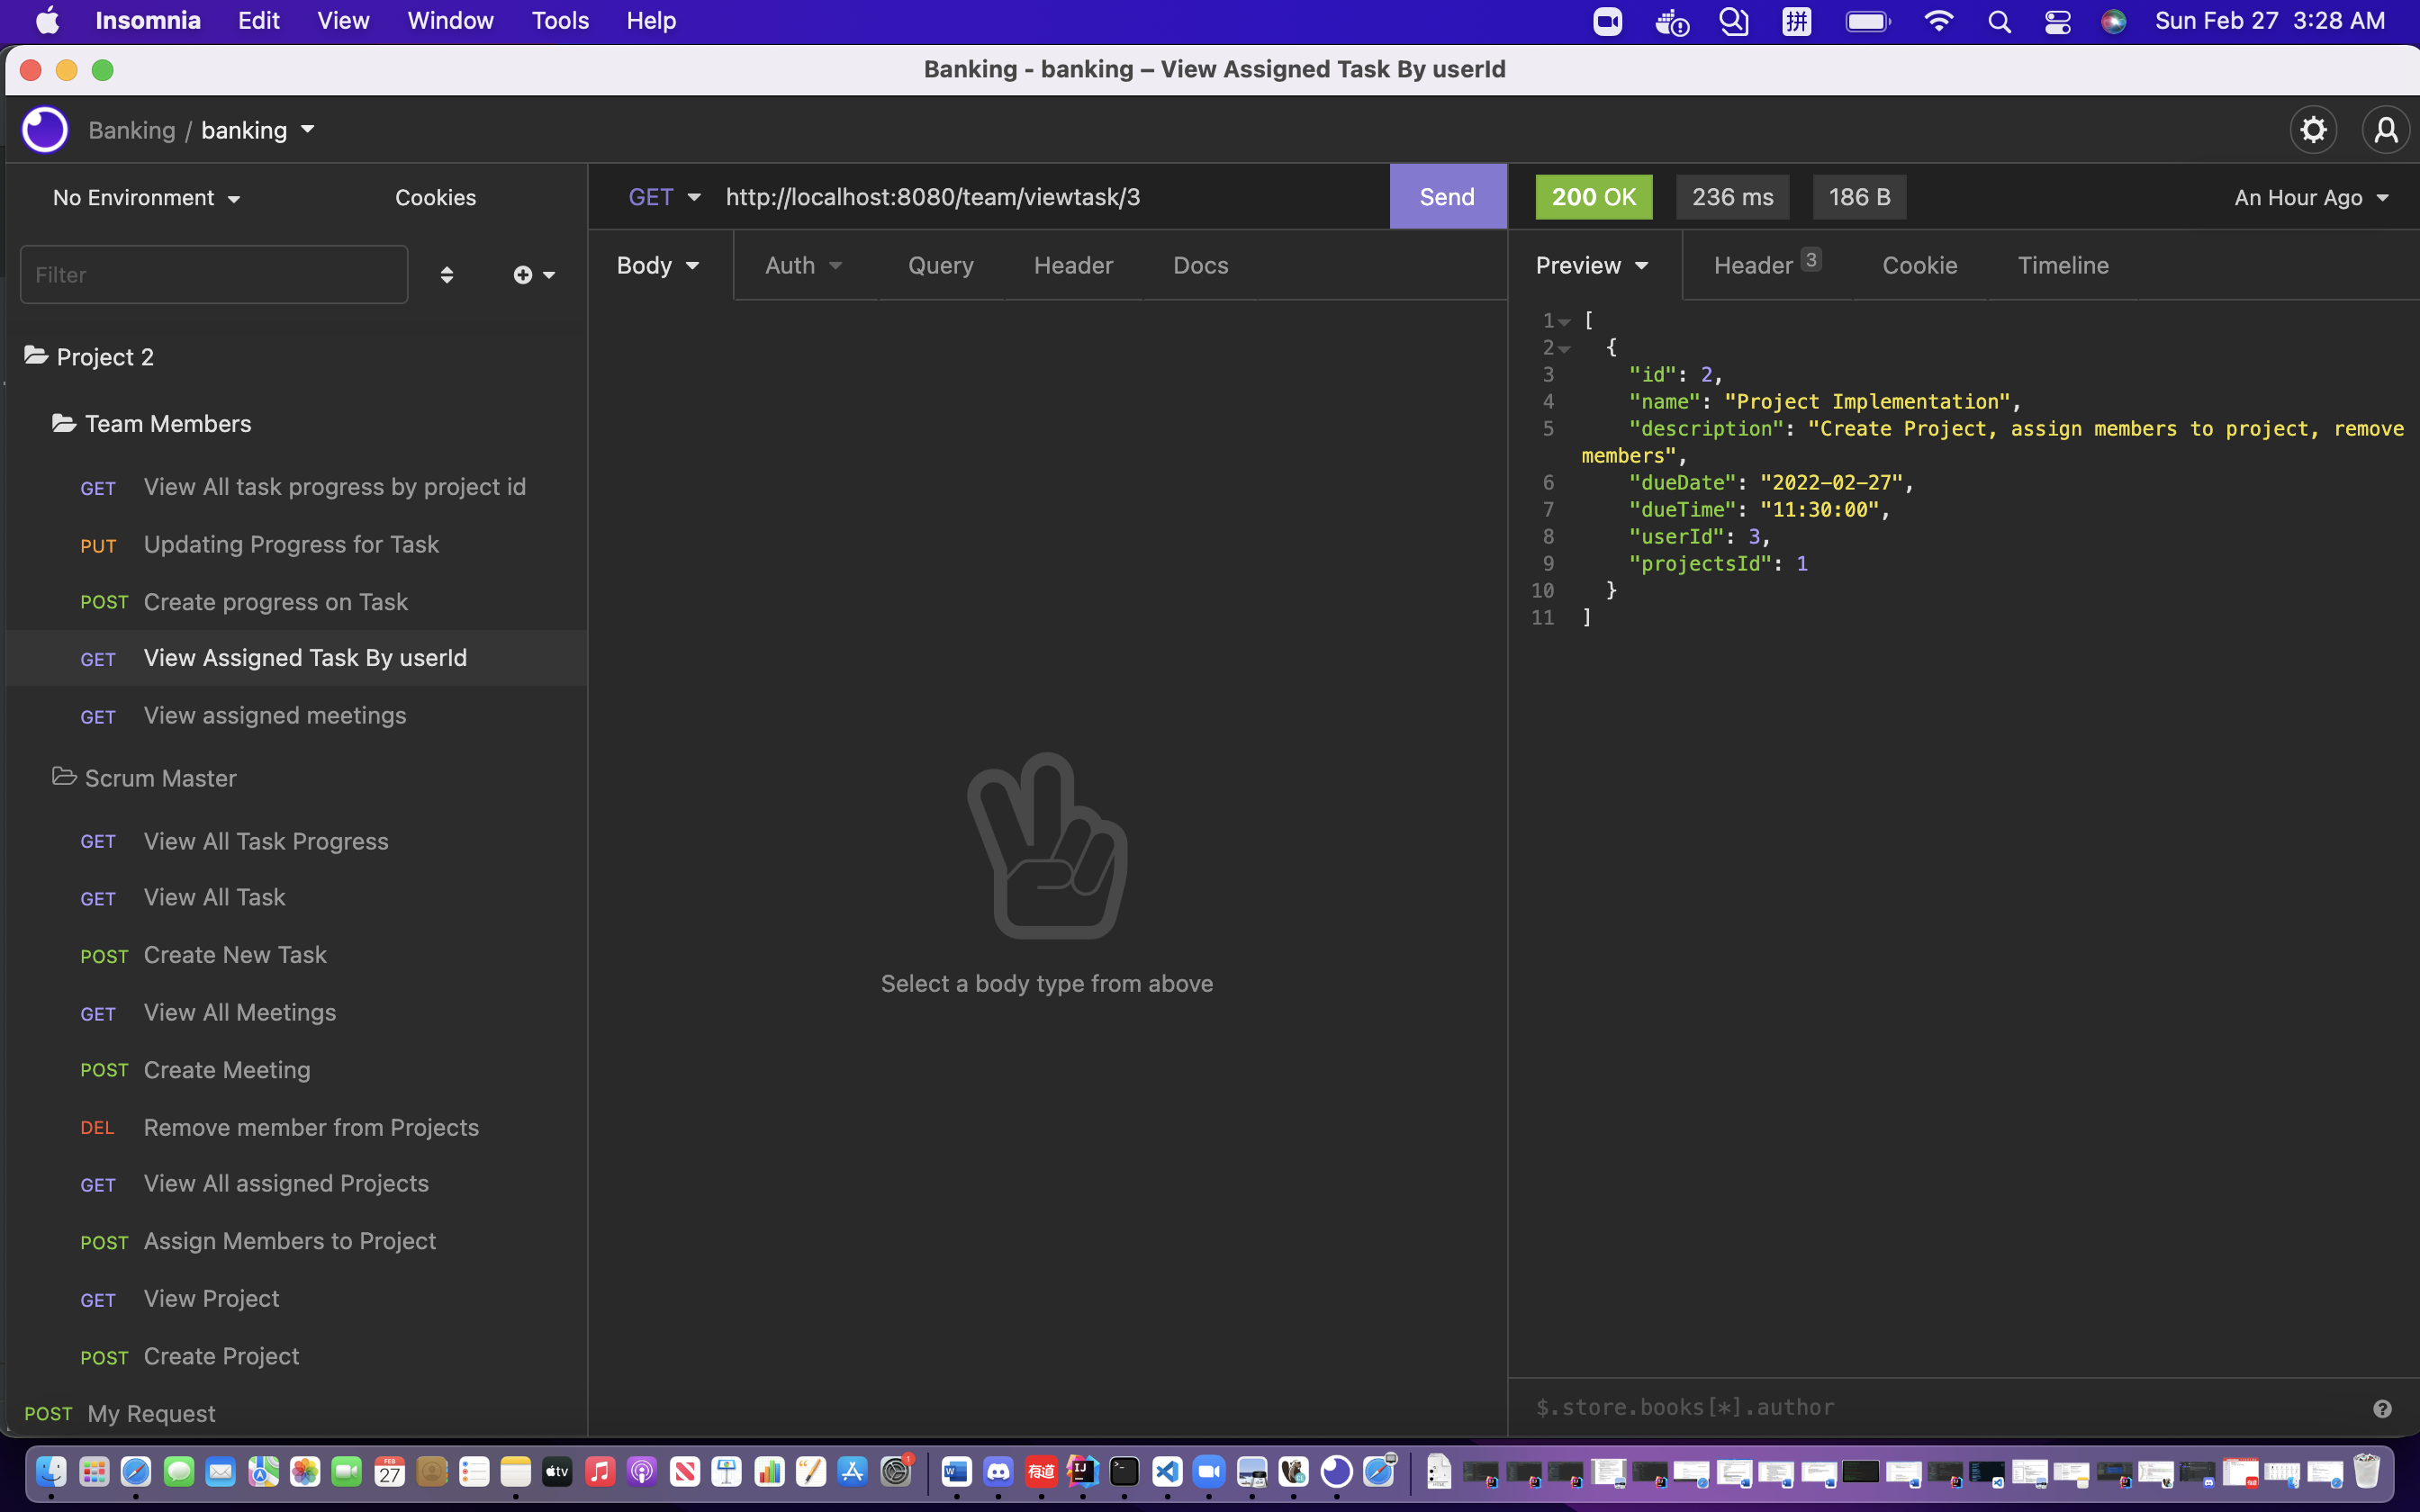 Insomnia Edit View Window Tools Help 拼 Sun Feb 27 3:28 AM
Banking - banking – View Assigned Task By userId
Banking / banking
No Environment Cookies
GET http://localhost:8080/team/viewtask/3 Send
200 OK 236 ms 186 B An Hour Ago
Filter
Body Auth Query Header Docs
Preview Header 3 Cookie Timeline
Project 2
Team Members
GET View All task progress by project id
PUT Updating Progress for Task
POST Create progress on Task
GET View Assigned Task By userId
GET View assigned meetings
Scrum Master
GET View All Task Progress
GET View All Task
POST Create New Task
GET View All Meetings
POST Create Meeting
DEL Remove member from Projects
GET View All assigned Projects
POST Assign Members to Project
GET View Project
POST Create Project
POST My Request
Select a body type from above
1 [
2 {
3 "id": 2,
4 "name": "Project Implementation",
5 "description": "Create Project, assign members to project, remove
members",
6 "dueDate": "2022-02-27",
7 "dueTime": "11:30:00",
8 "userId": 3,
9 "projectsId": 1
10 }
11 ]
$.store.books[*].author
FEB
27
tv
1
W
有道
IJ